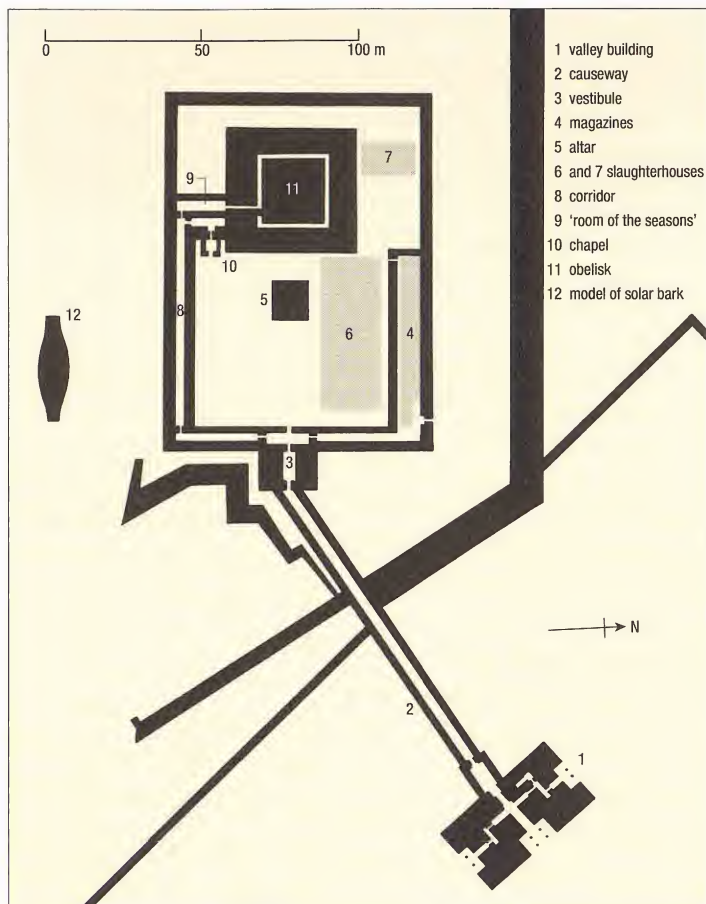 0 50 100 m
1 valley building
2 causeway
3 vestibule
4 magazines
5 altar
6 and 7 slaughterhouses
8 corridor
9 ‘room of the seasons’
10 chapel
11 obelisk
12 model of solar bark
7
9
11
10
12
5
8
6
4
3
N
2
1